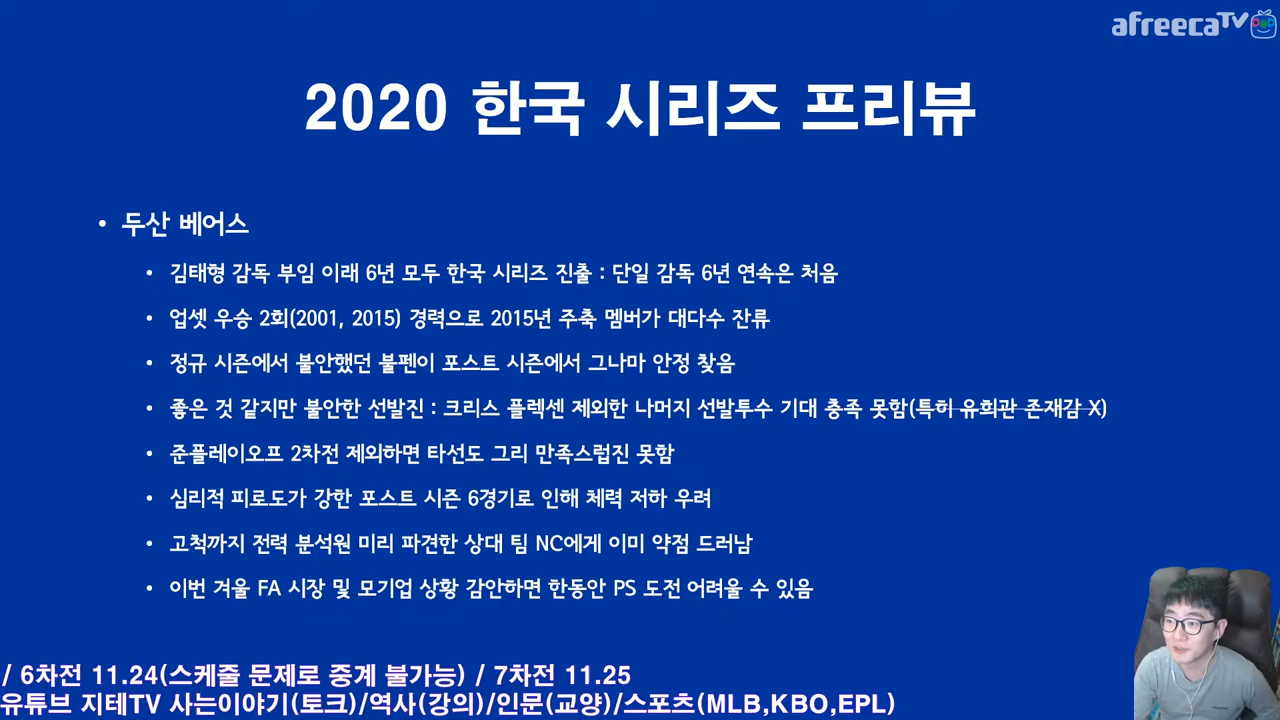 afreecaTV
2020 한국 시리즈 프리뷰
• 두산 베어스
• 김태형 감독 부임 이래 6년 모두 한국 시리즈 진출 : 단일 감독 6년 연속은 처음
• 업셋 우승 2회(2001, 2015) 경력으로 2015년 주축 멤버가 대다수 잔류
• 정규 시즌에서 불안했던 불펜이 포스트 시즌에서 그나마 안정 찾음
• 좋은 것 같지만 불안한 선발진 : 크리스 플렉센 제외한 나머지 선발투수 기대 충족 못함(특히 유희관 존재감 X)
• 준플레이오프 2차전 제외하면 타선도 그리 만족스럽진 못함
• 심리적 피로도가 강한 포스트 시즌 6경기로 인해 체력 저하 우려
• 고척까지 전력 분석원 미리 파견한 상대 팀 NC에게 이미 약점 드러남
• 이번 겨울 FA 시장 및 모기업 상황 감안하면 한동안 PS 도전 어려울 수 있음
/ 6차전 11.24(스케줄 문제로 중계 불가능) / 7차전 11.25
유튜브 지테TV 사는이야기(토크)/역사(강의)/인문(교양)/스포츠(MLB,KBO,EPL)